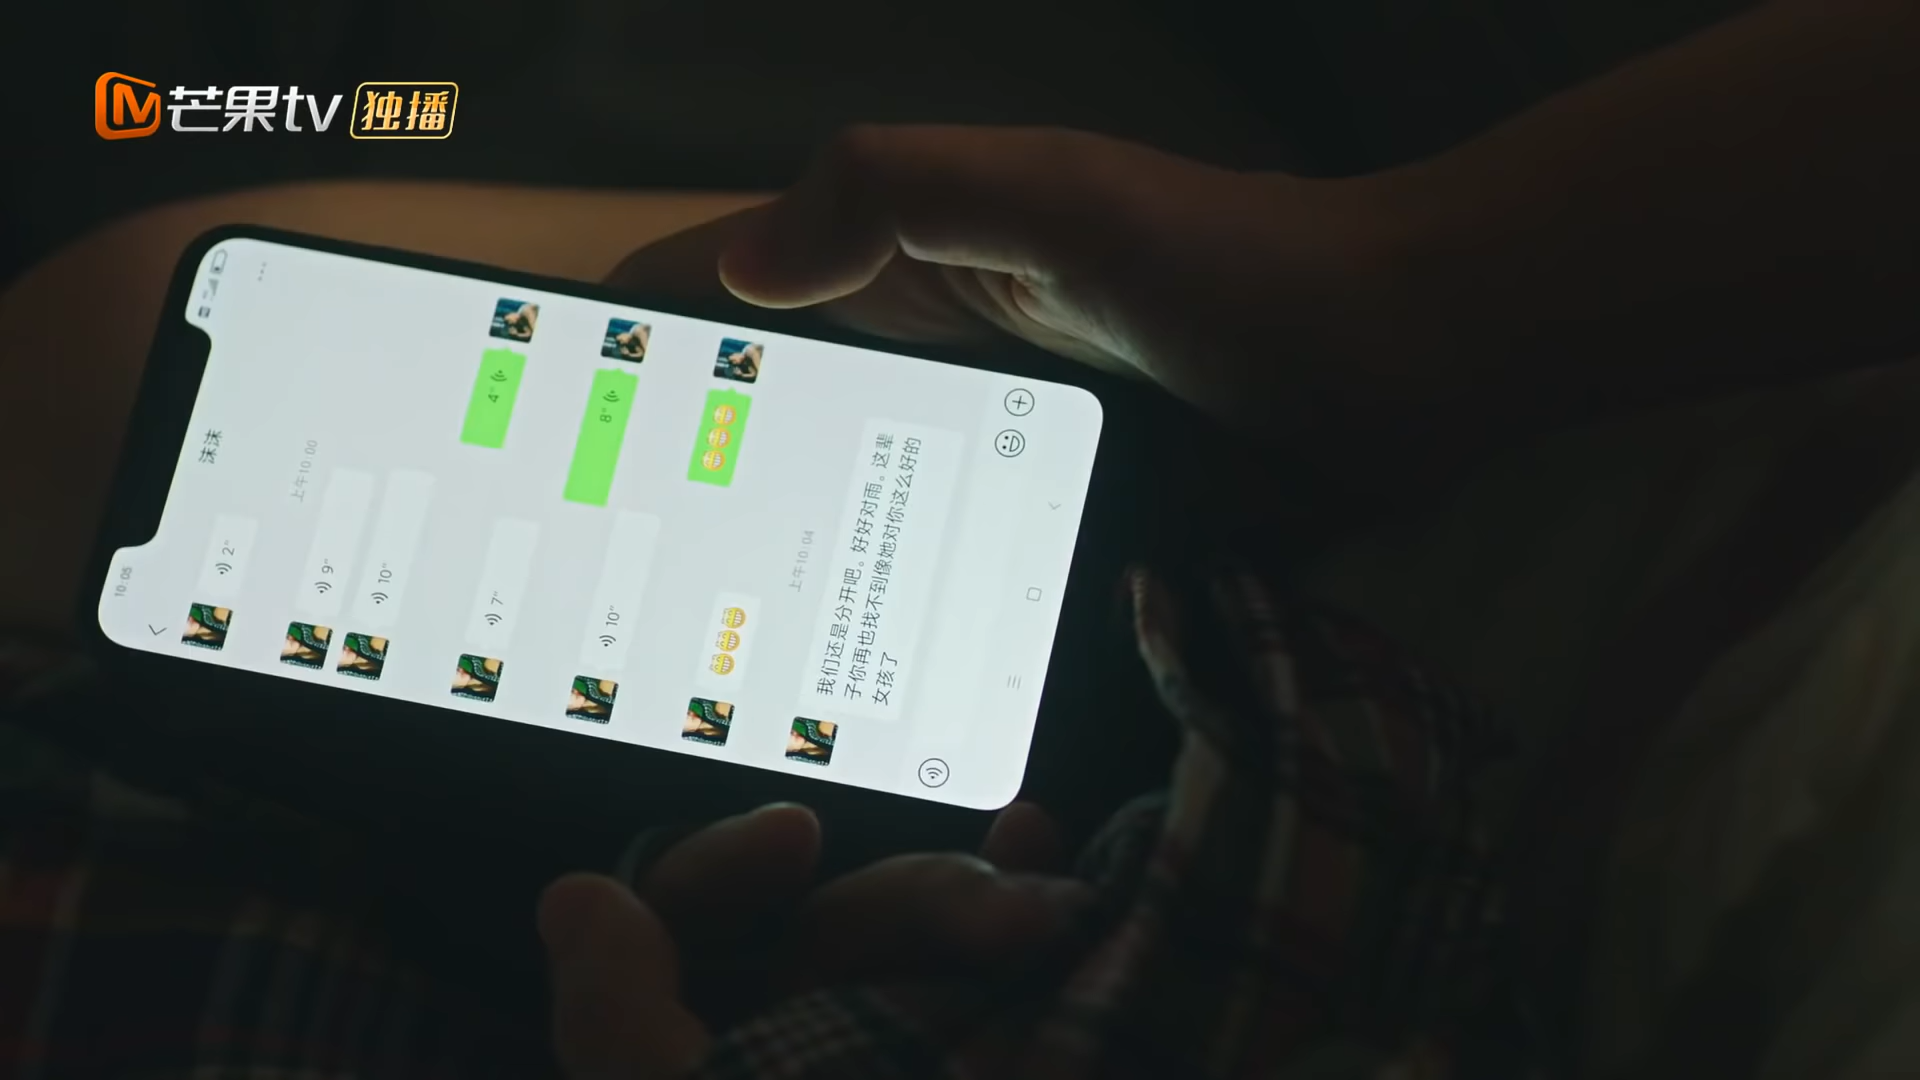 芒果tv 独播
10:05
沫沫
2"
上午10:00
9"
10"
4"
7"
8"
10"
上午10:04
我们还是分开吧。好好对雨。这辈
子你再也找不到像她对你这么好的
女孩了